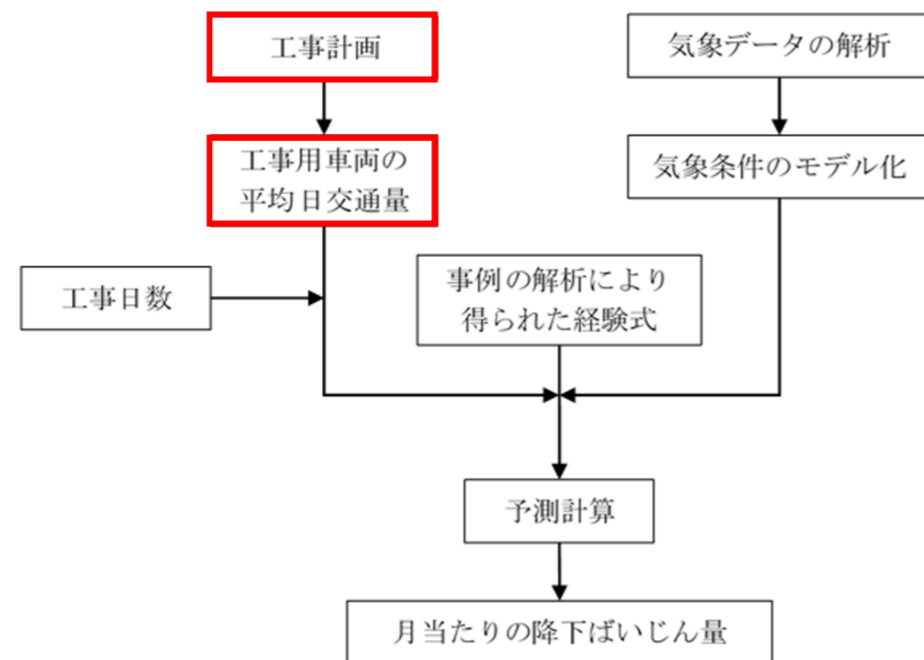 工事計画
気象データの解析
工事用車両の
平均日交通量
気象条件のモデル化
工事日数
事例の解析により
得られた経験式
予測計算
月当たりの降下ばいじん量